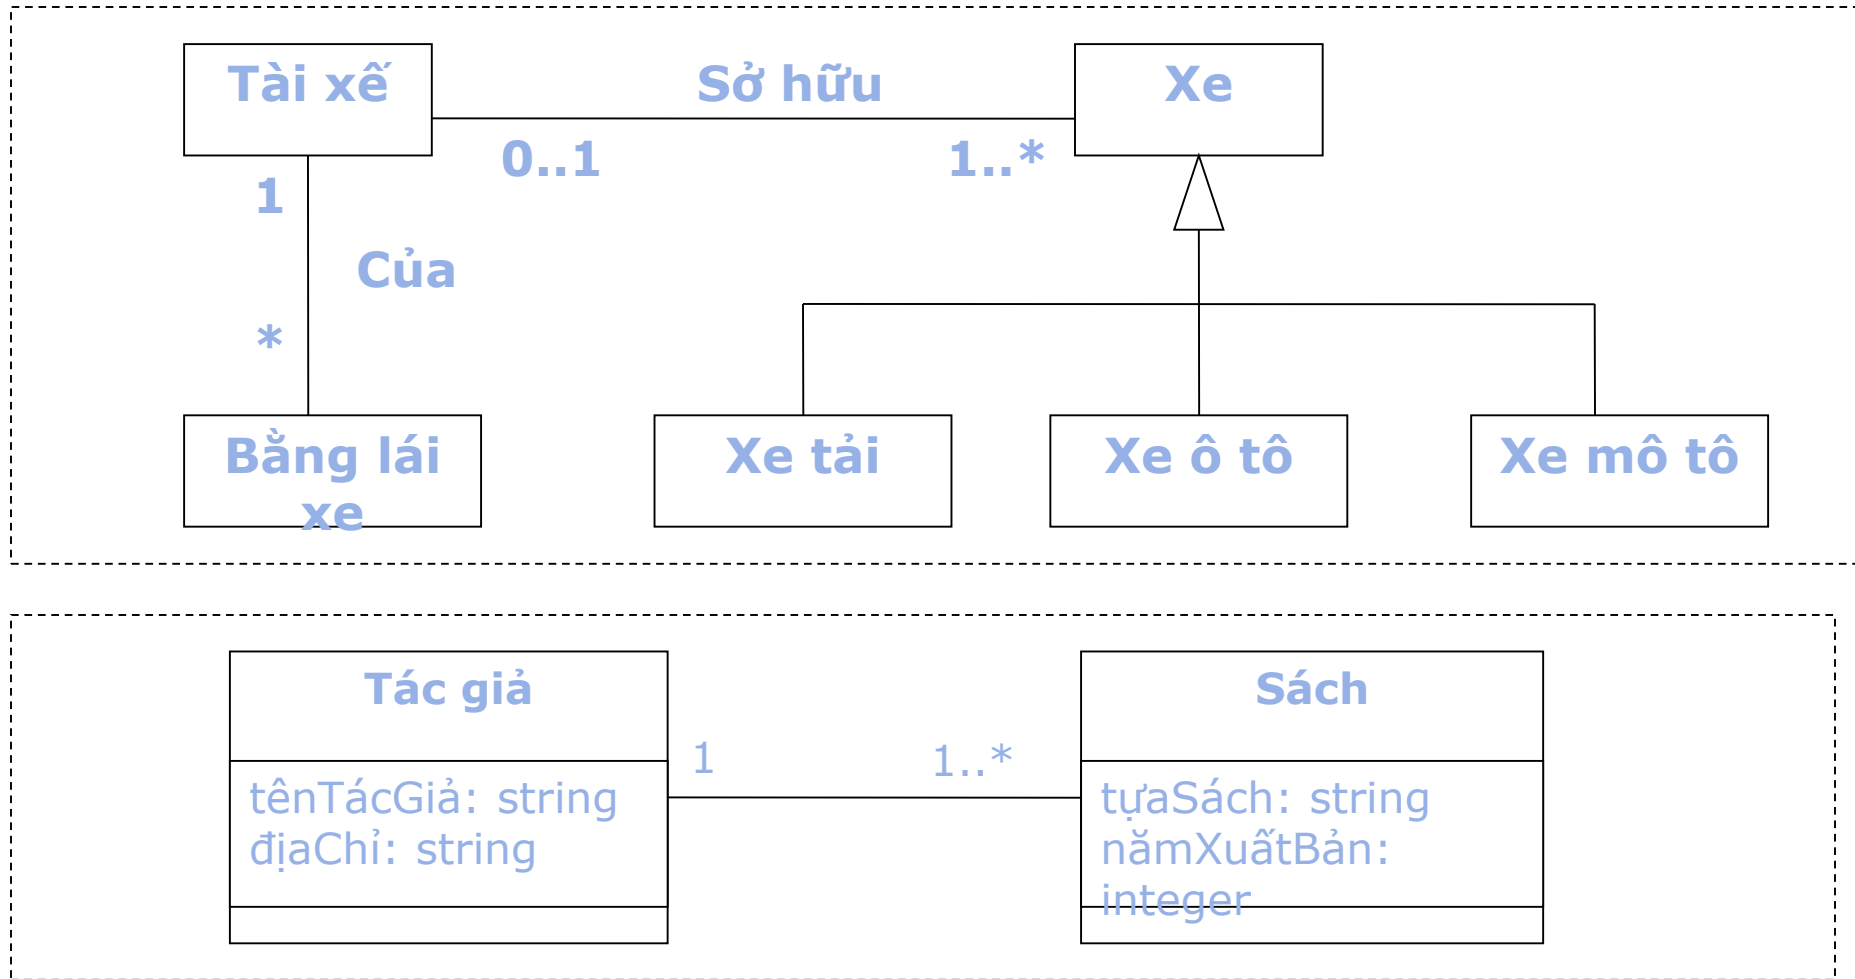 Tài xế
Sở hữu
Xe
0..1
1..*
1
Của
*
Bằng lái
xe
Xe tải
Xe ô tô
Xe mô tô
Tác giả
Sách
1
1..*
tênTácGiả: string
địaChỉ: string
tựaSách: string
nămXuấtBản:
integer